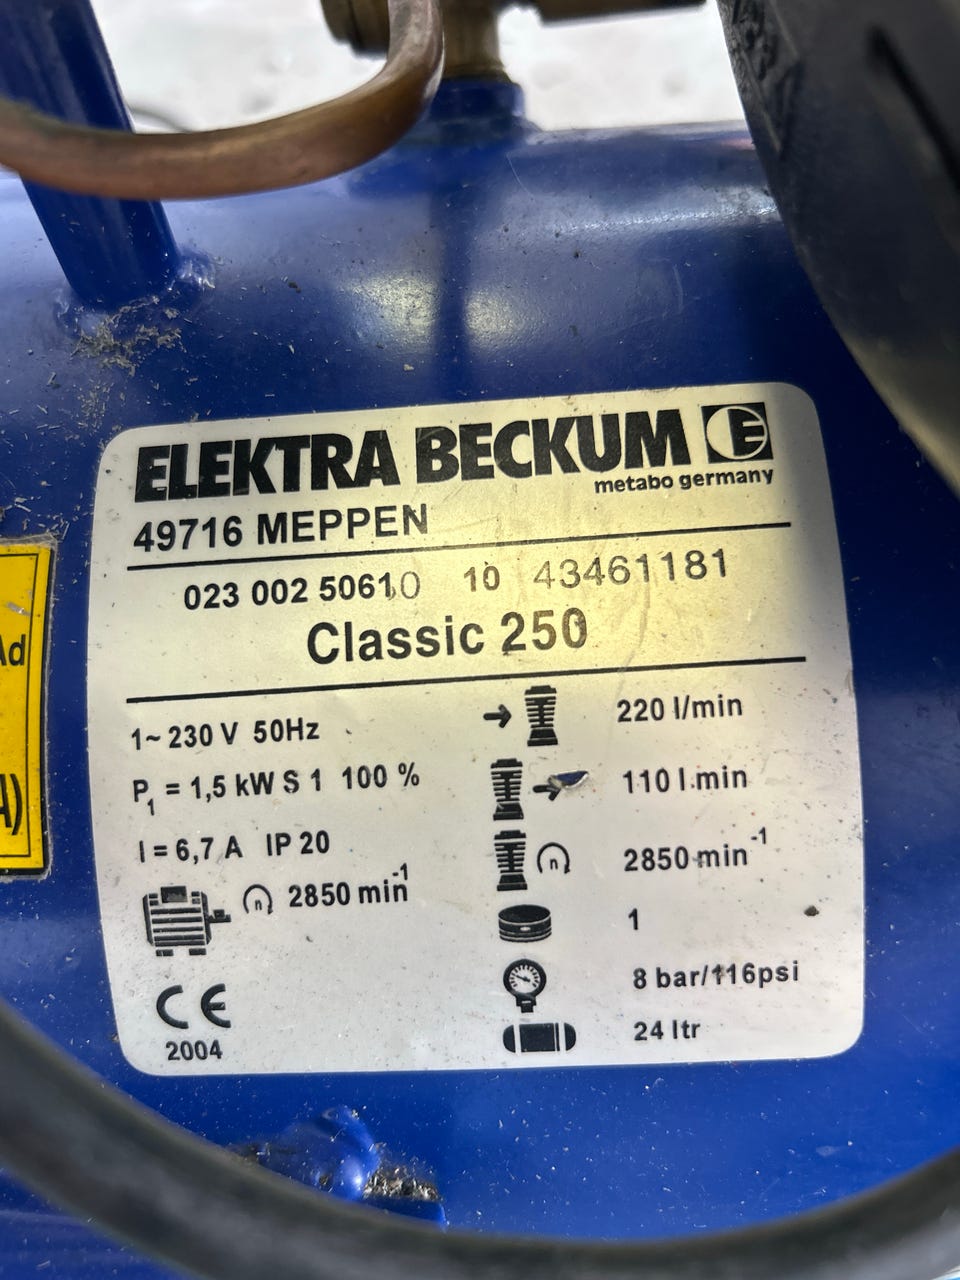 ELEKTRA BECKUM E
metabo germany
49716 MEPPEN
023 002 50610 10 43461181
Classic 250
1~ 230 V 50Hz
220 l/min
P1 = 1,5 kW S 1 100 %
110 l.min
I = 6,7 A IP 20
n 2850 min-1
n 2850 min-1
1
8 bar/116psi
CE
2004
24 ltr
Ad
A)